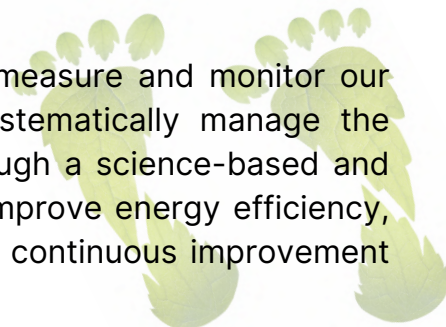 measure and monitor our
stematically manage the
ugh a science-based and
mprove energy efficiency,
continuous improvement